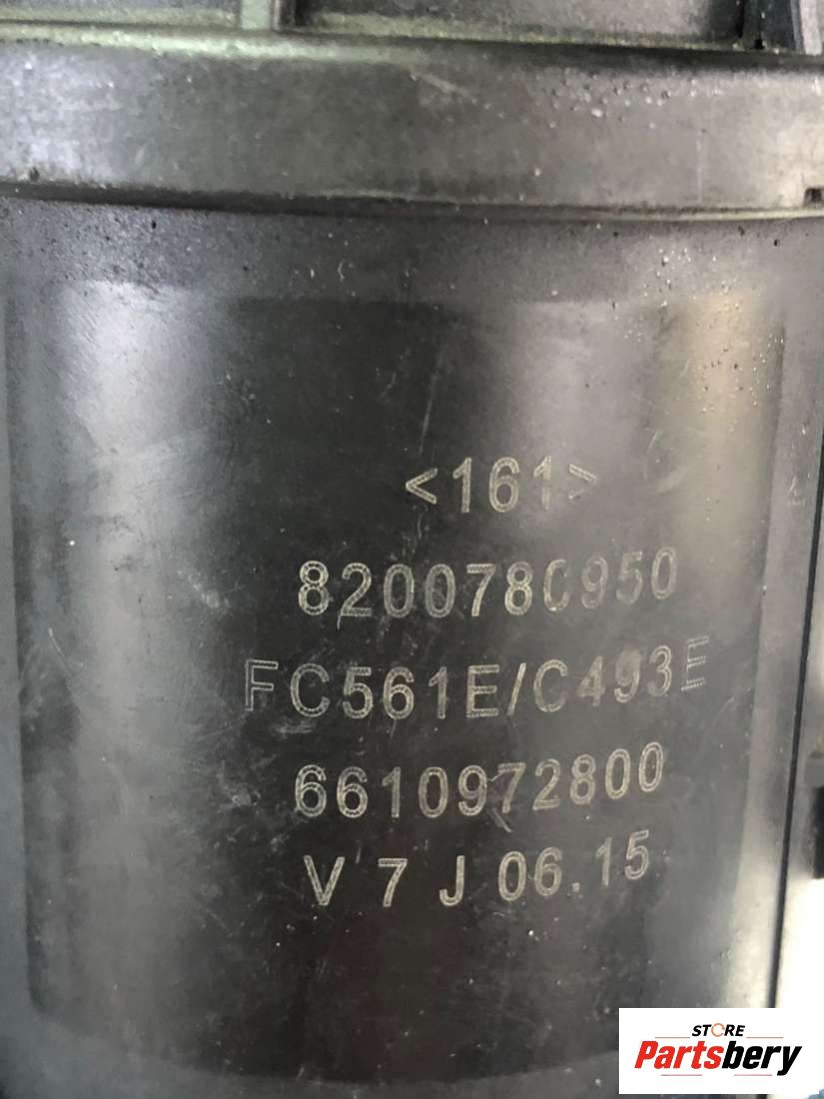 <161>
8200780950
FC561E/C493E
6610972800
V 7 J 06.15
STORE
Partsbery